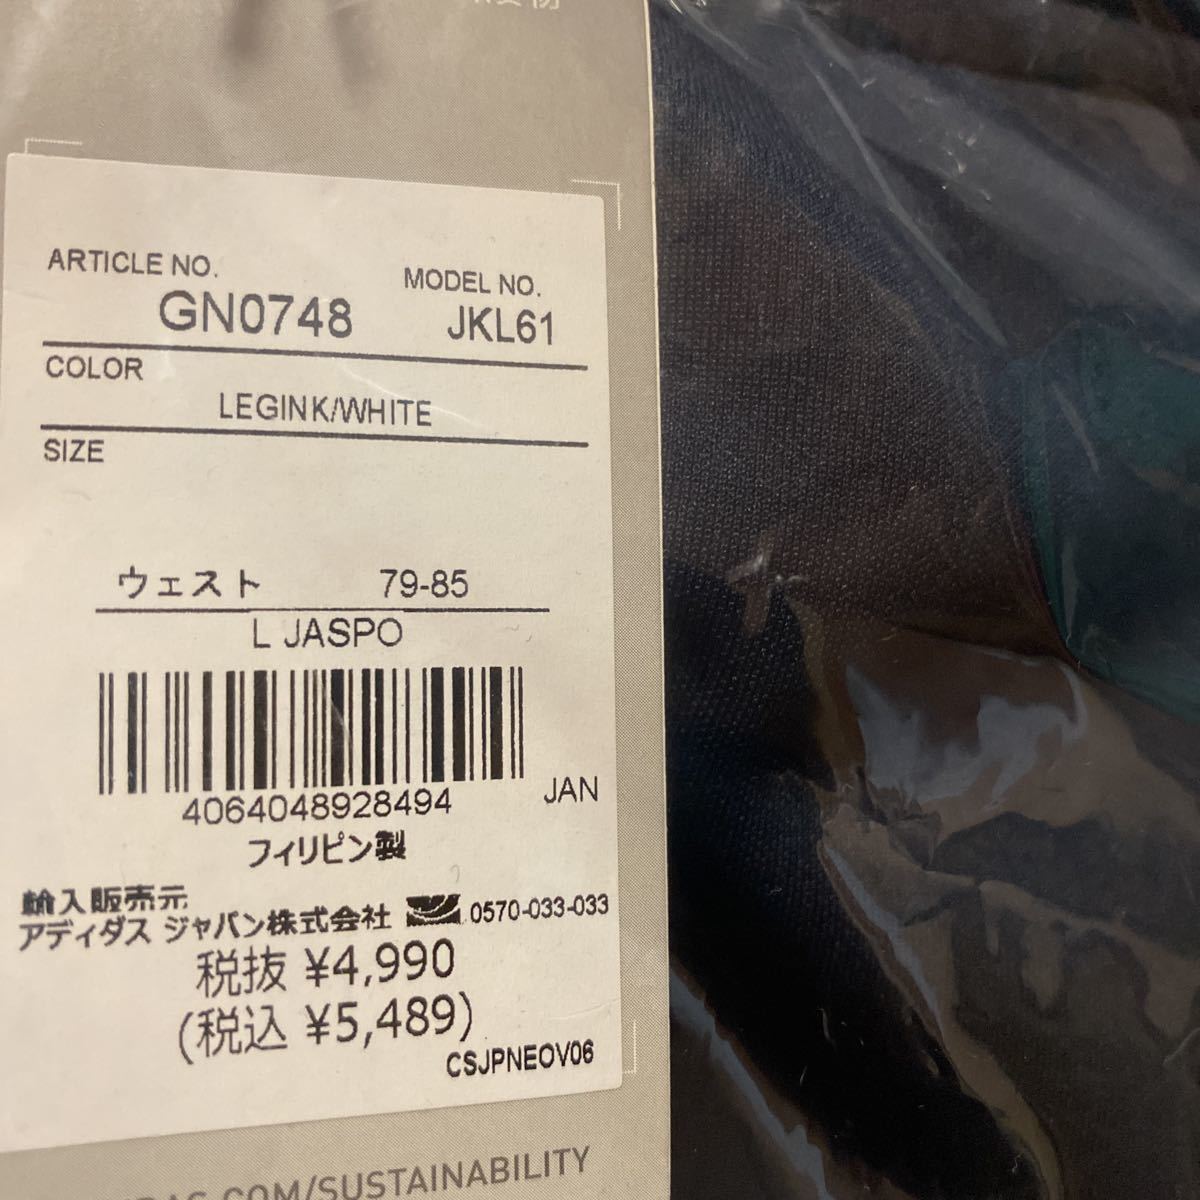 ARTICLE NO.
MODEL NO.
GN0748
JKL61
COLOR
LEGINK/WHITE
SIZE
ウェスト 79-85
L JASPO
4064048928494
JAN
フィリピン製
輸入販売元
アディダス ジャパン株式会社 0570-033-033
税抜 ¥4,990
(税込 ¥5,489)
CSJPNEOV06
.COM/SUSTAINABILITY